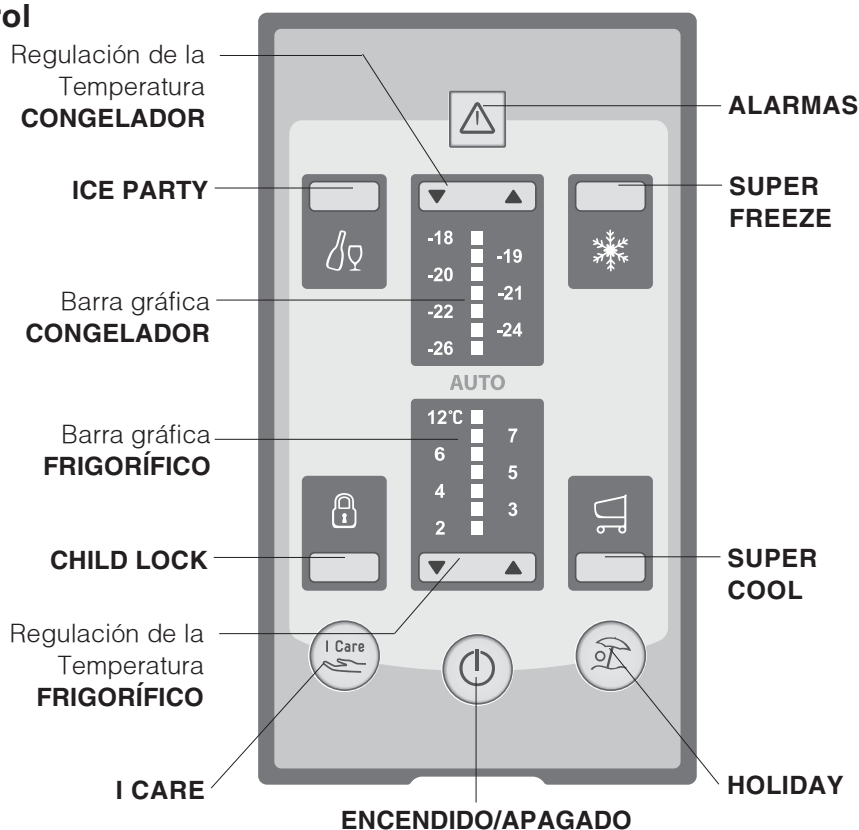 rol
Regulación de la
Temperatura
CONGELADOR
ALARMAS
ICE PARTY
SUPER
FREEZE
-18
-19
-20
-21
-22
-24
-26
Barra gráfica
CONGELADOR
AUTO
12°C
7
6
5
4
3
2
Barra gráfica
FRIGORÍFICO
CHILD LOCK
SUPER
COOL
Regulación de la
Temperatura
FRIGORÍFICO
I Care
I CARE
HOLIDAY
ENCENDIDO/APAGADO